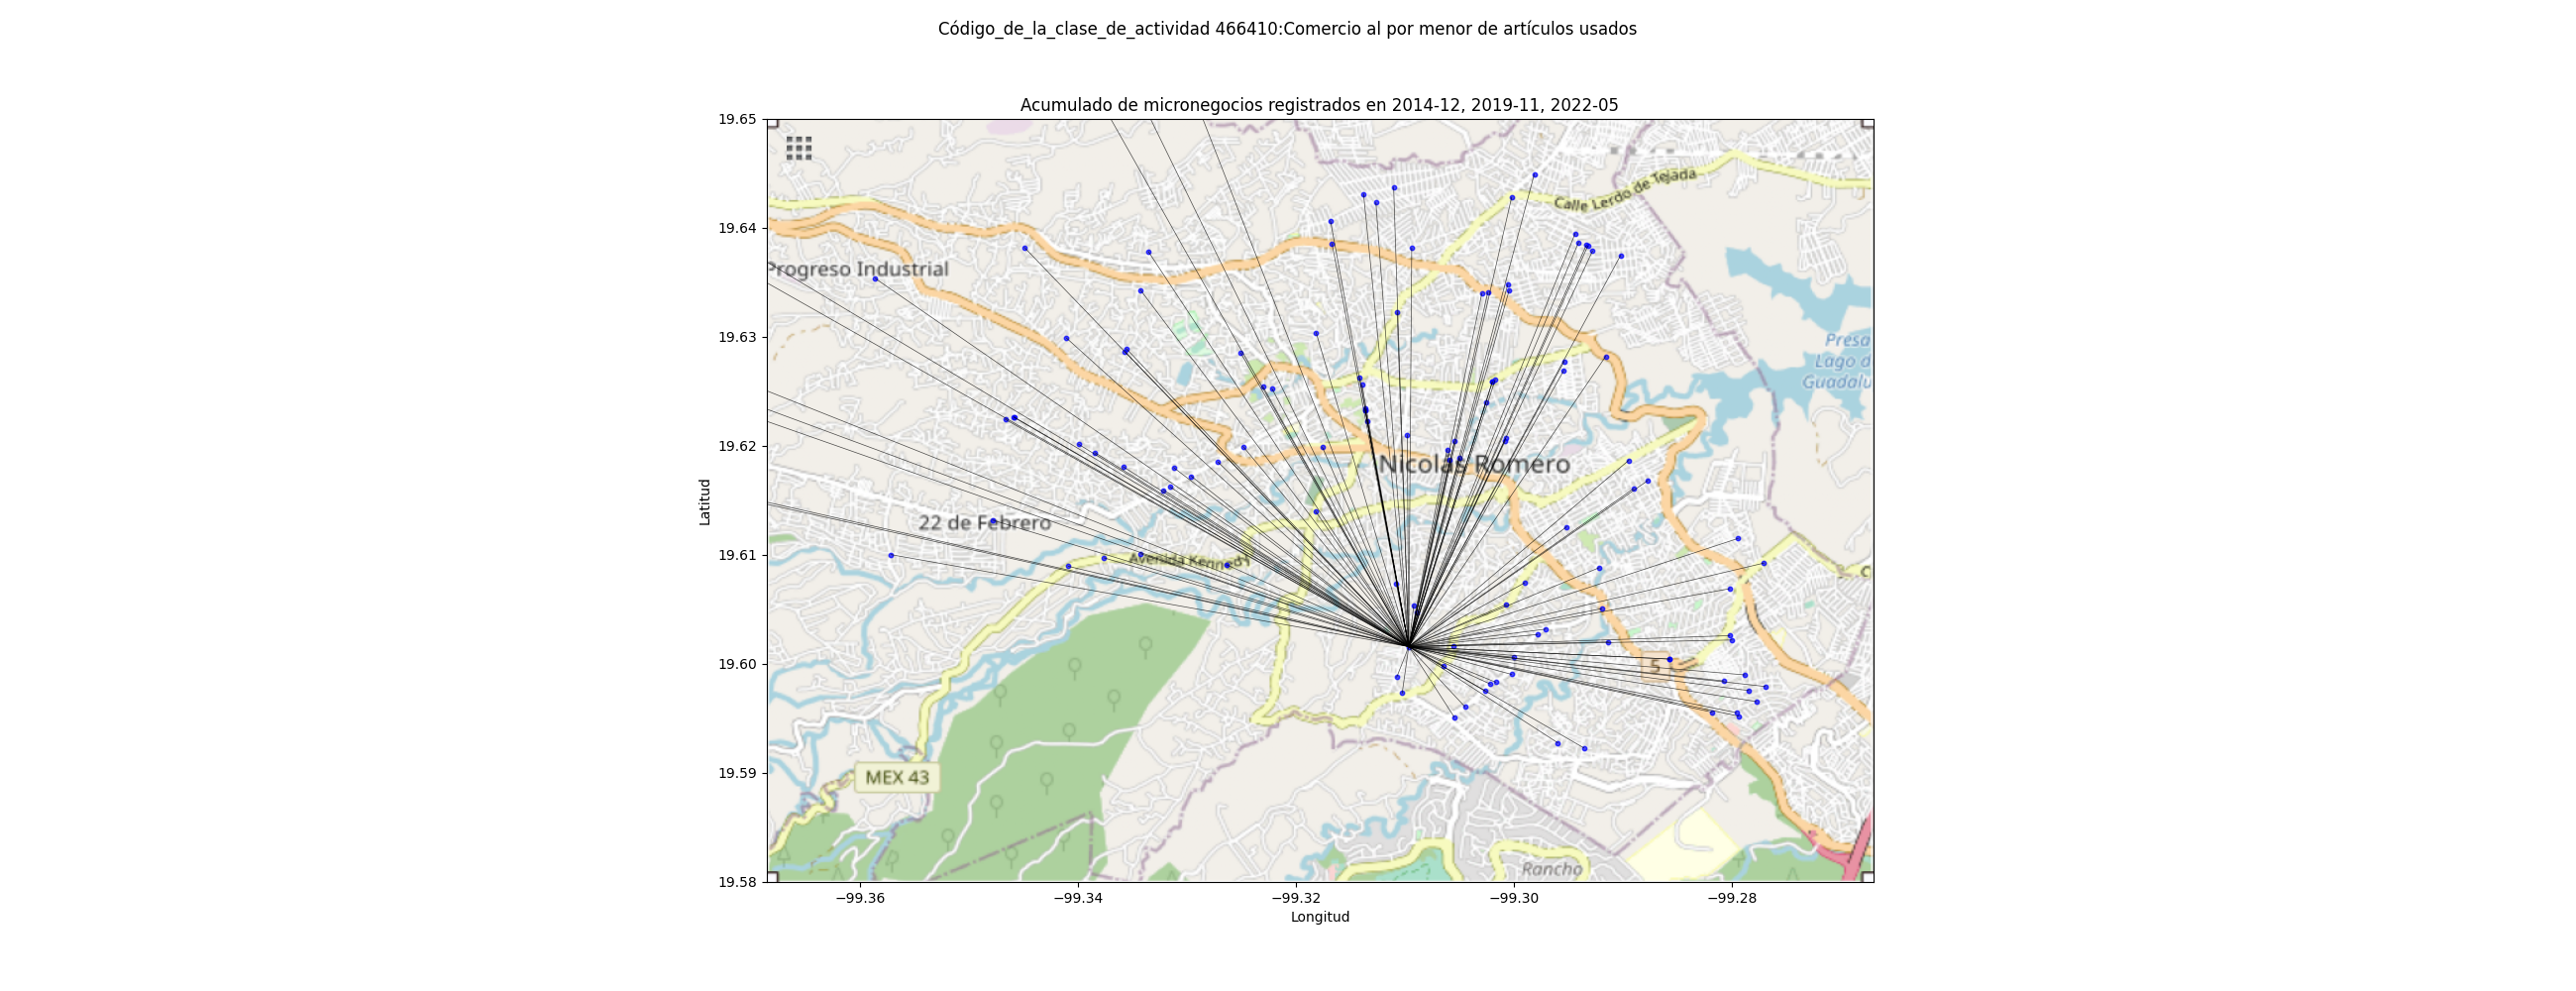 Código_de_la_clase_de_actividad 466410:Comercio al por menor de artículos usados
Acumulado de micronegocios registrados en 2014-12, 2019-11, 2022-05
19.65
19.64
19.63
19.62
19.61
19.60
19.59
19.58
Latitud
Calle Lerdo de Tejada
Progreso Industrial
Presa
Lago d
Guadalu
Nicolás Romero
22 de Febrero
Avenida Kennedy
C
5
MEX 43
Rancho
−99.36
−99.34
−99.32
−99.30
−99.28
Longitud